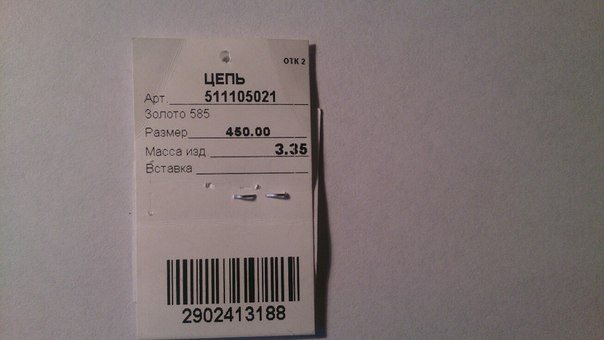 ОТК 2
ЦЕПЬ
Арт. 511105021
Золото 585
Размер 450.00
Масса изд. 3.35
Вставка
2902413188